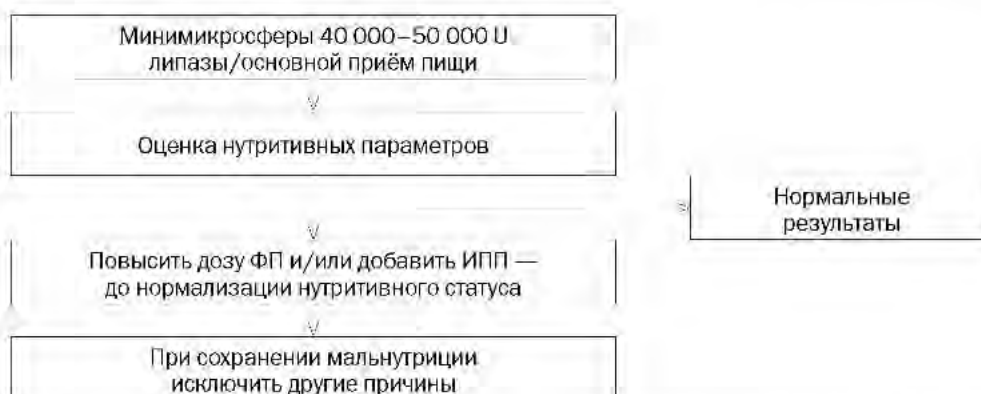 Минимикросферы 40 000–50 000 U
липазы/основной приём пищи
Оценка нутритивных параметров
Нормальные
результаты
Повысить дозу ФП и/или добавить ИПП —
до нормализации нутритивного статуса
При сохранении мальнутриции
исключить другие причины